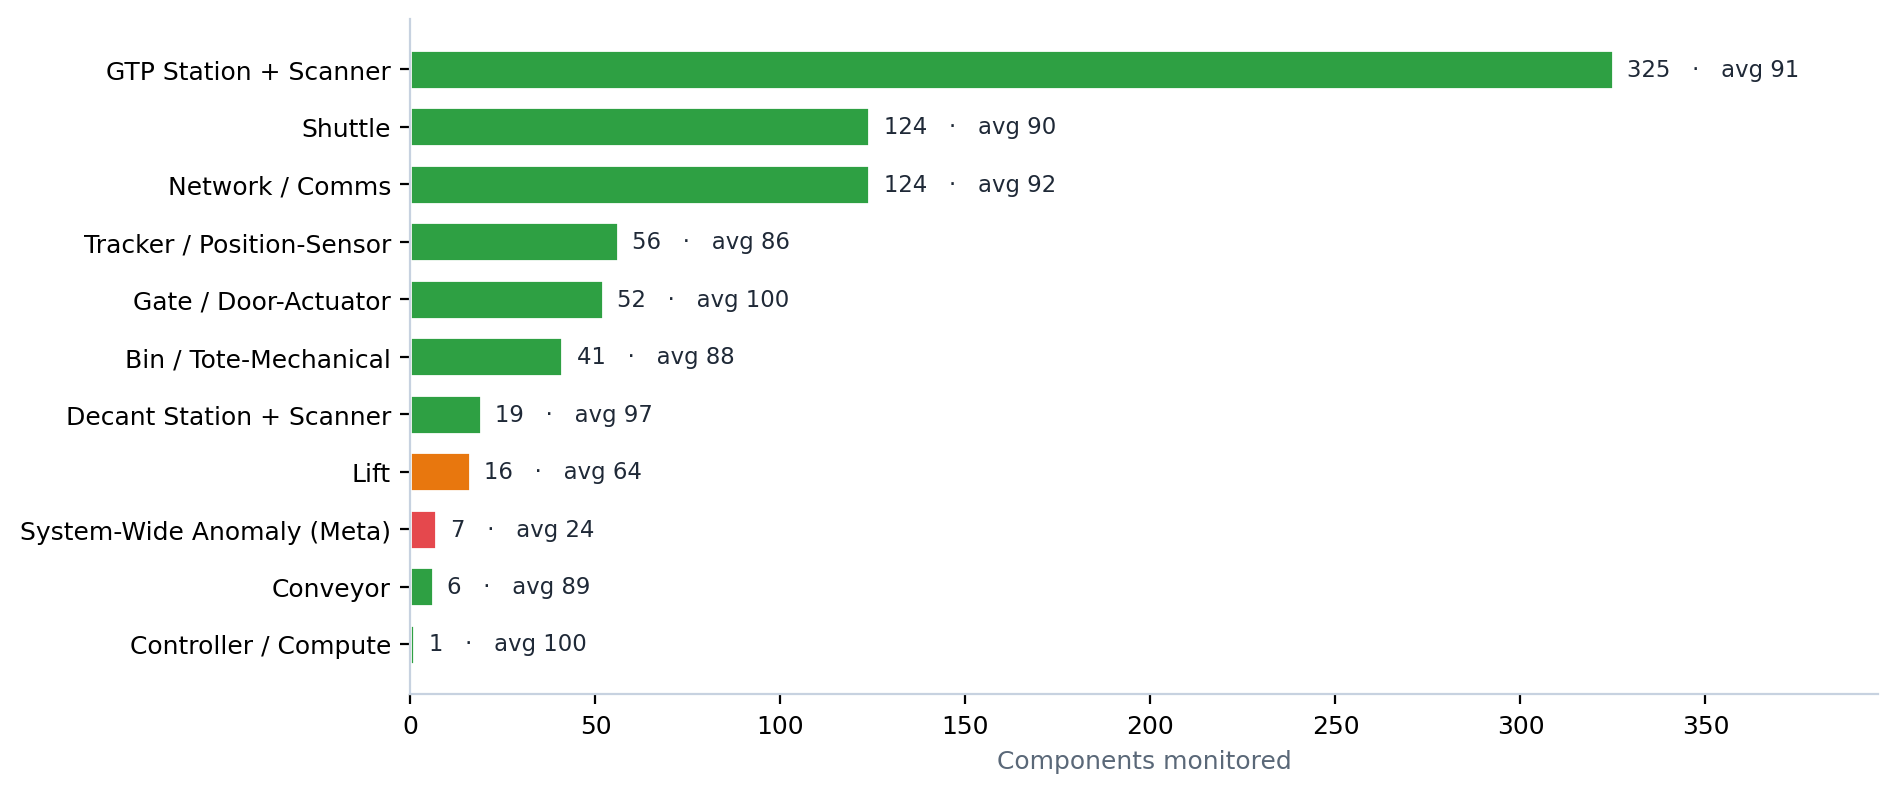 GTP Station + Scanner 325 · avg 91
Shuttle 124 · avg 90
Network / Comms 124 · avg 92
Tracker / Position-Sensor 56 · avg 86
Gate / Door-Actuator 52 · avg 100
Bin / Tote-Mechanical 41 · avg 88
Decant Station + Scanner 19 · avg 97
Lift 16 · avg 64
System-Wide Anomaly (Meta) 7 · avg 24
Conveyor 6 · avg 89
Controller / Compute 1 · avg 100
0 50 100 150 200 250 300 350
Components monitored